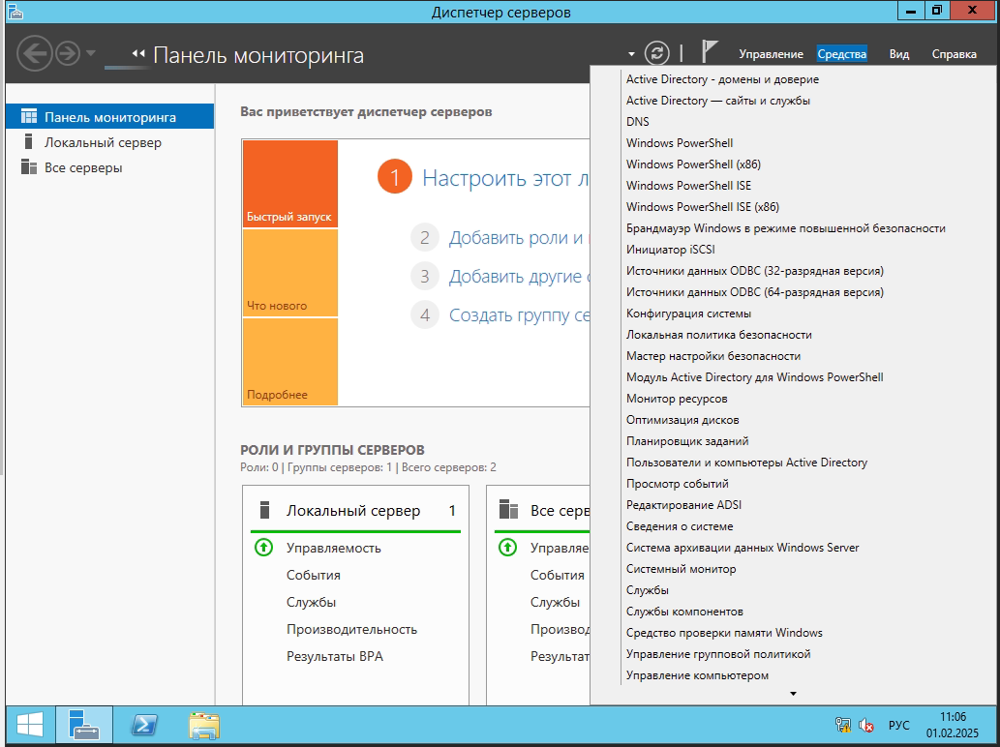 Диспетчер серверов
Панель мониторинга
Управление Средства Вид Справка
Панель мониторинга
Локальный сервер
Все серверы
Вас приветствует диспетчер серверов
Быстрый запуск
Что нового
Подробнее
1 Настроить этот л
2 Добавить роли и
3 Добавить другие
4 Создать группу се
РОЛИ И ГРУППЫ СЕРВЕРОВ
Роли: 0 | Группы серверов: 1 | Всего серверов: 2
Локальный сервер 1
Управляемость
События
Службы
Производительность
Результаты BPA
Все серв
Управляе
События
Службы
Производ
Результат
Active Directory - домены и доверие
Active Directory — сайты и службы
DNS
Windows PowerShell
Windows PowerShell (x86)
Windows PowerShell ISE
Windows PowerShell ISE (x86)
Брандмауэр Windows в режиме повышенной безопасности
Инициатор iSCSI
Источники данных ODBC (32-разрядная версия)
Источники данных ODBC (64-разрядная версия)
Конфигурация системы
Локальная политика безопасности
Мастер настройки безопасности
Модуль Active Directory для Windows PowerShell
Монитор ресурсов
Оптимизация дисков
Планировщик заданий
Пользователи и компьютеры Active Directory
Просмотр событий
Редактирование ADSI
Сведения о системе
Система архивации данных Windows Server
Системный монитор
Службы
Службы компонентов
Средство проверки памяти Windows
Управление групповой политикой
Управление компьютером
РУС
11:06
01.02.2025